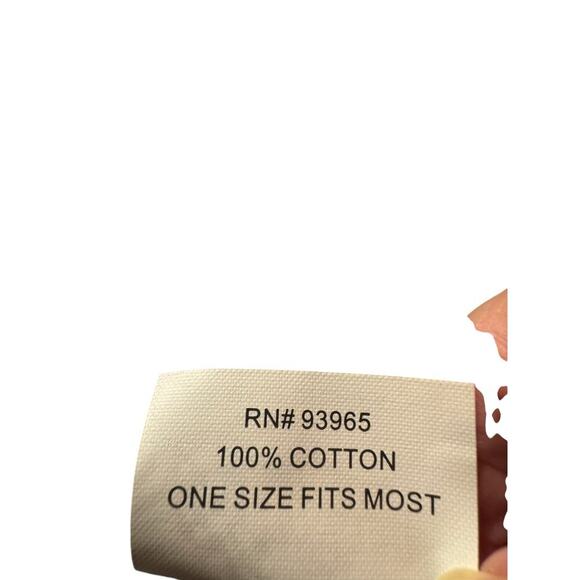 RN# 93965
100% COTTON
ONE SIZE FITS MOST